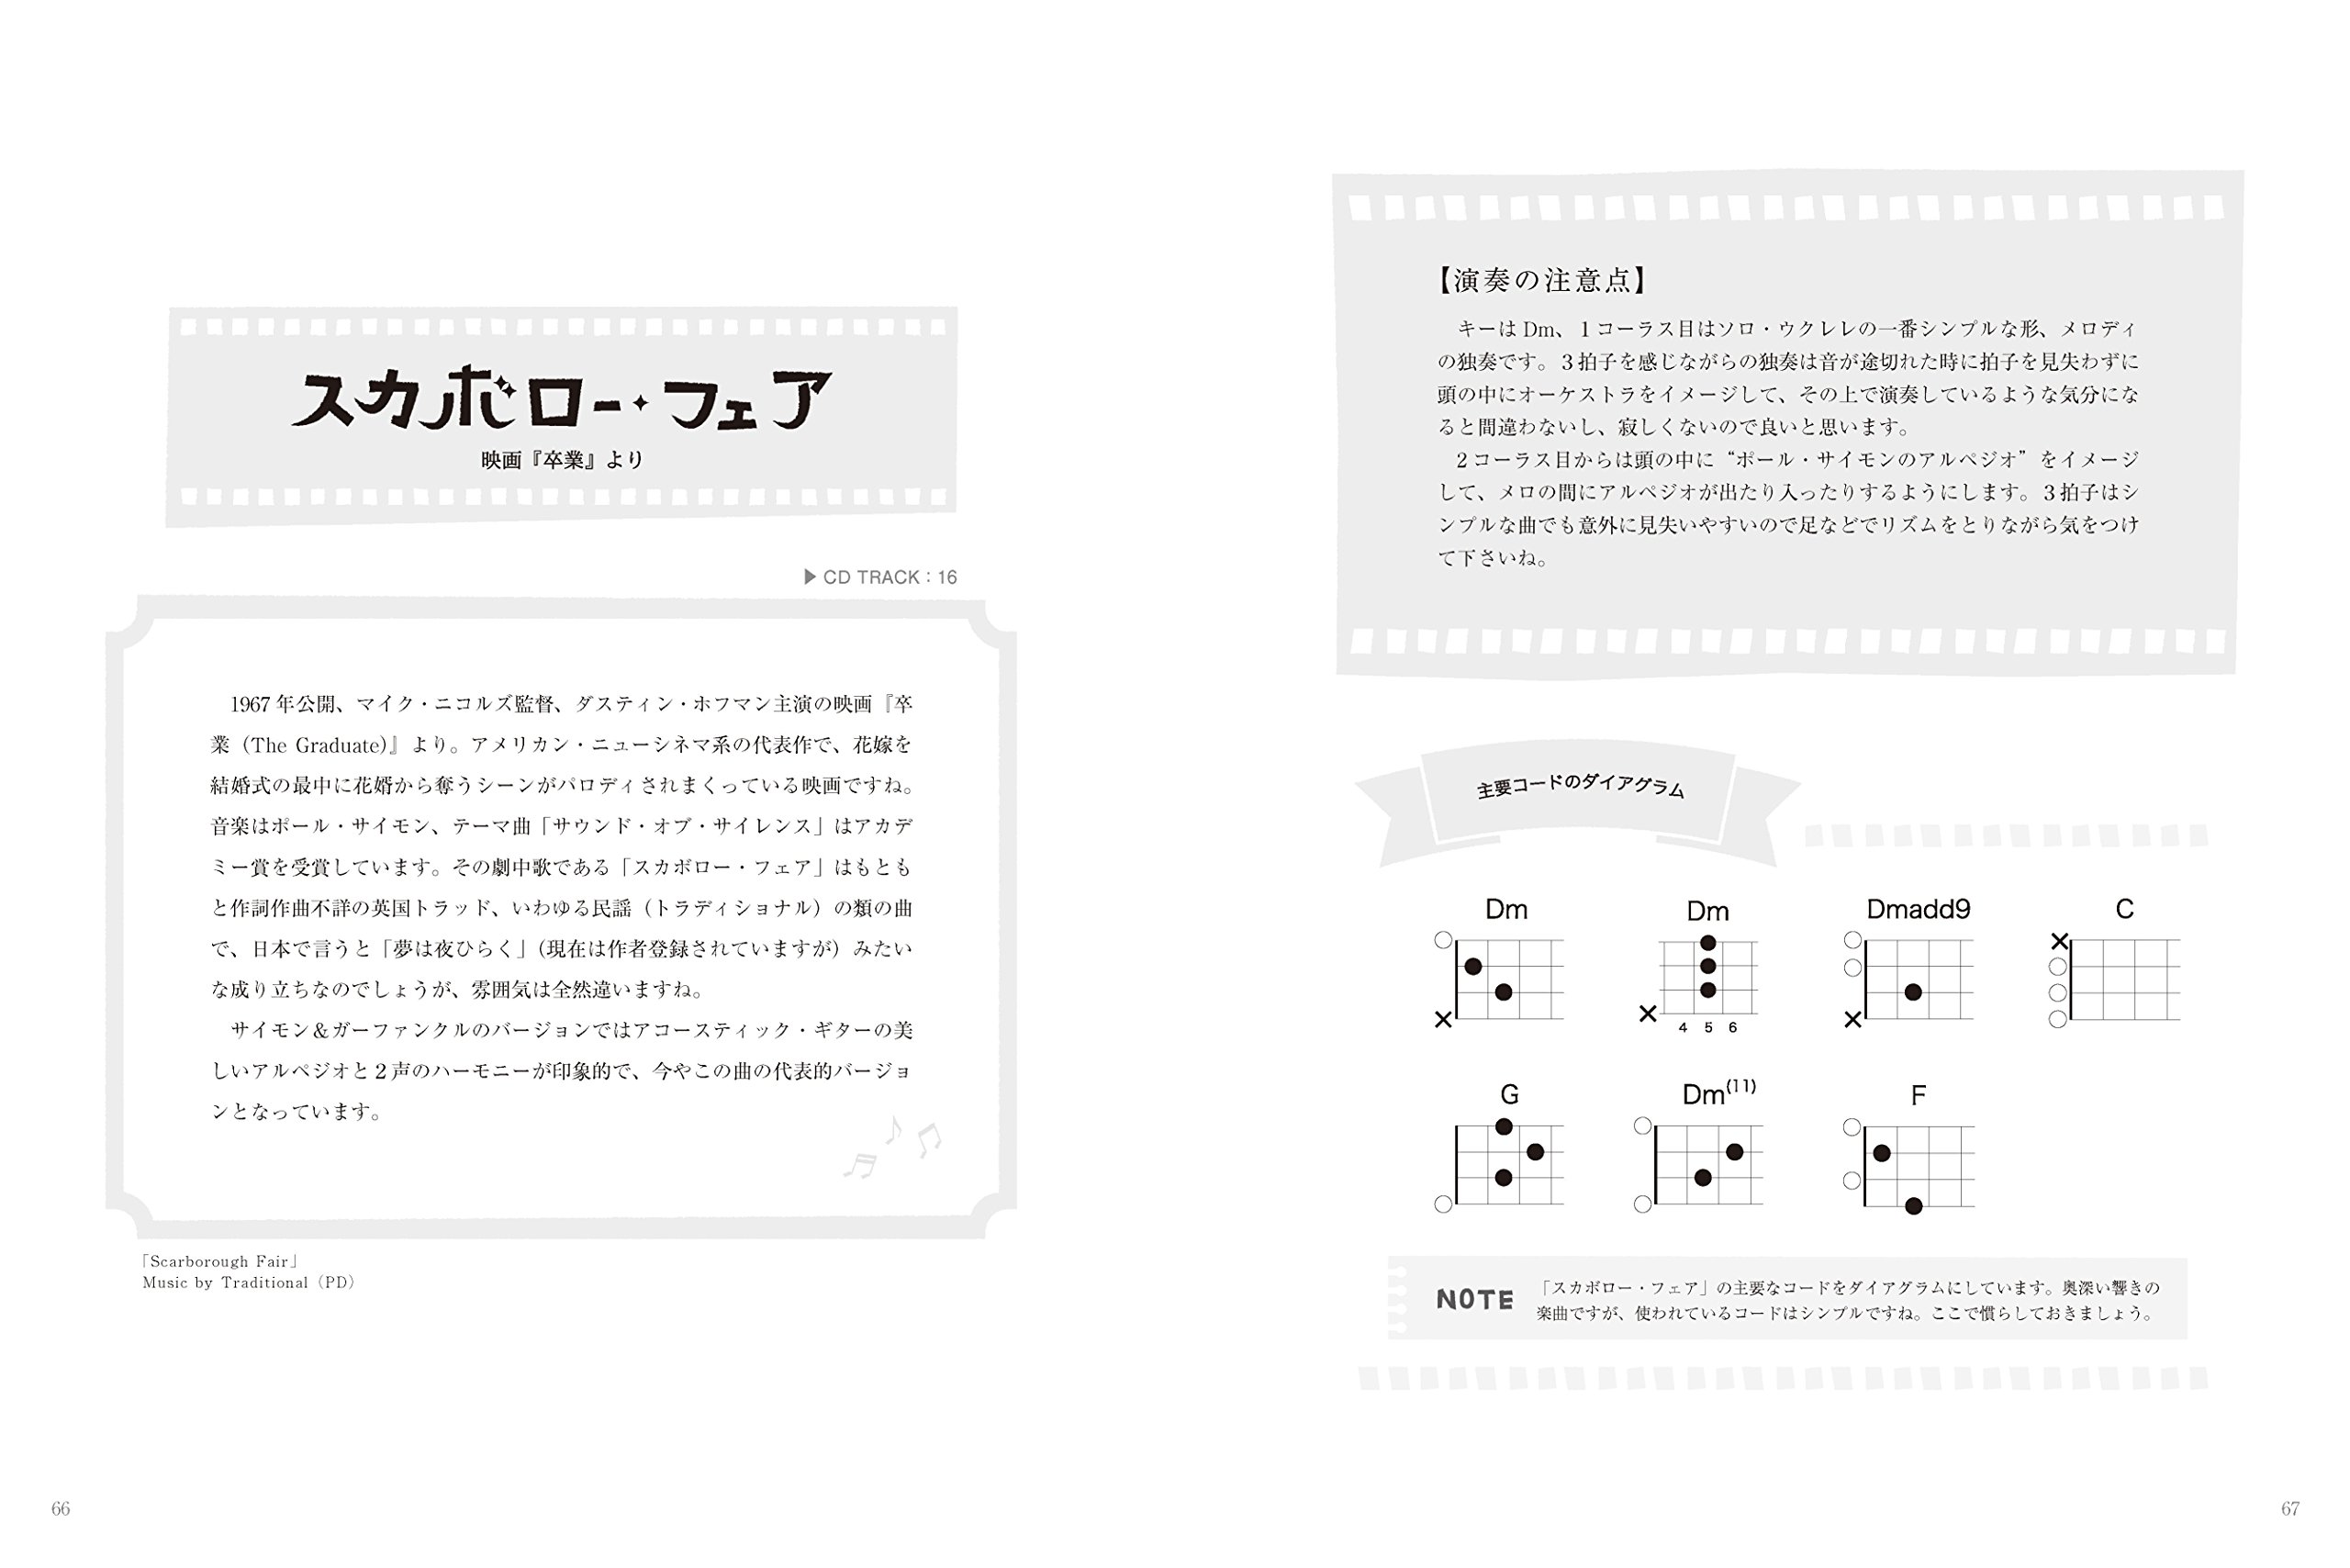 スカボロー・フェア
映画『卒業』より
▶ CD TRACK：16
1967 年公開、マイク・ニコルズ監督、ダスティン・ホフマン主演の映画『卒
業（The Graduate)』より。アメリカン・ニューシネマ系の代表作で、花嫁を
結婚式の最中に花婿から奪うシーンがパロディされまくっている映画ですね。
音楽はポール・サイモン、テーマ曲「サウンド・オブ・サイレンス」はアカデ
ミー賞を受賞しています。その劇中歌である「スカボロー・フェア」はもとも
と作詞作曲不詳の英国トラッド、いわゆる民謡（トラディショナル）の類の曲
で、日本で言うと「夢は夜ひらく」（現在は作者登録されていますが）みたい
な成り立ちなのでしょうが、雰囲気は全然違いますね。
サイモン＆ガーファンクルのバージョンではアコースティック・ギターの美
しいアルペジオと２声のハーモニーが印象的で、今やこの曲の代表的バージョ
ンとなっています。
「Scarborough Fair」
Music by Traditional（PD）
66
【演奏の注意点】
キーは Dm、１コーラス目はソロ・ウクレレの一番シンプルな形、メロディ
の独奏です。３拍子を感じながらの独奏は音が途切れた時に拍子を見失わずに
頭の中にオーケストラをイメージして、その上で演奏しているような気分にな
ると間違わないし、寂しくないので良いと思います。
２コーラス目からは頭の中に“ポール・サイモンのアルペジオ”をイメージ
して、メロの間にアルペジオが出たり入ったりするようにします。３拍子はシ
ンプルな曲でも意外に見失いやすいので足などでリズムをとりながら気をつけ
て下さいね。
主要コードのダイアグラム
Dm Dm Dmadd9 C
4 5 6
G Dm(11) F
NOTE
「スカボロー・フェア」の主要なコードをダイアグラムにしています。奥深い響きの
楽曲ですが、使われているコードはシンプルですね。ここで慣らしておきましょう。
67